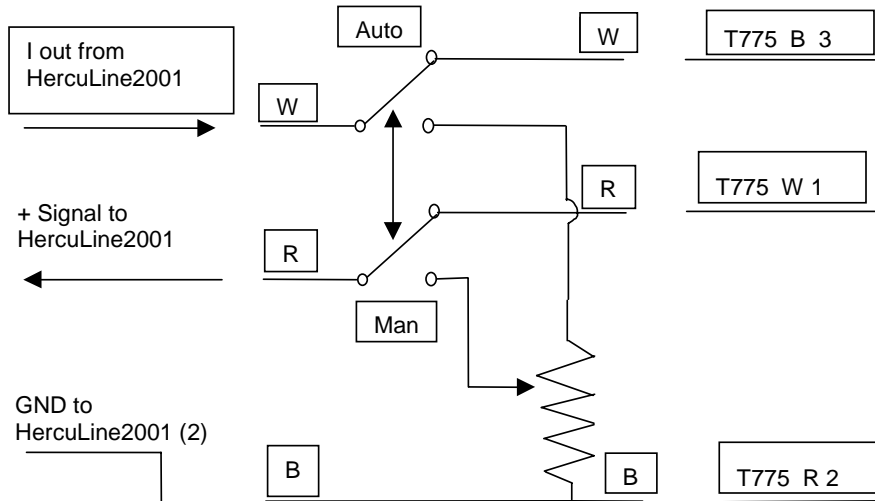 Auto
W
T775 B 3
I out from
HercuLine2001
W
+ Signal to
HercuLine2001
R
T775 W 1
R
Man
GND to
HercuLine2001 (2)
B
B
T775 R 2